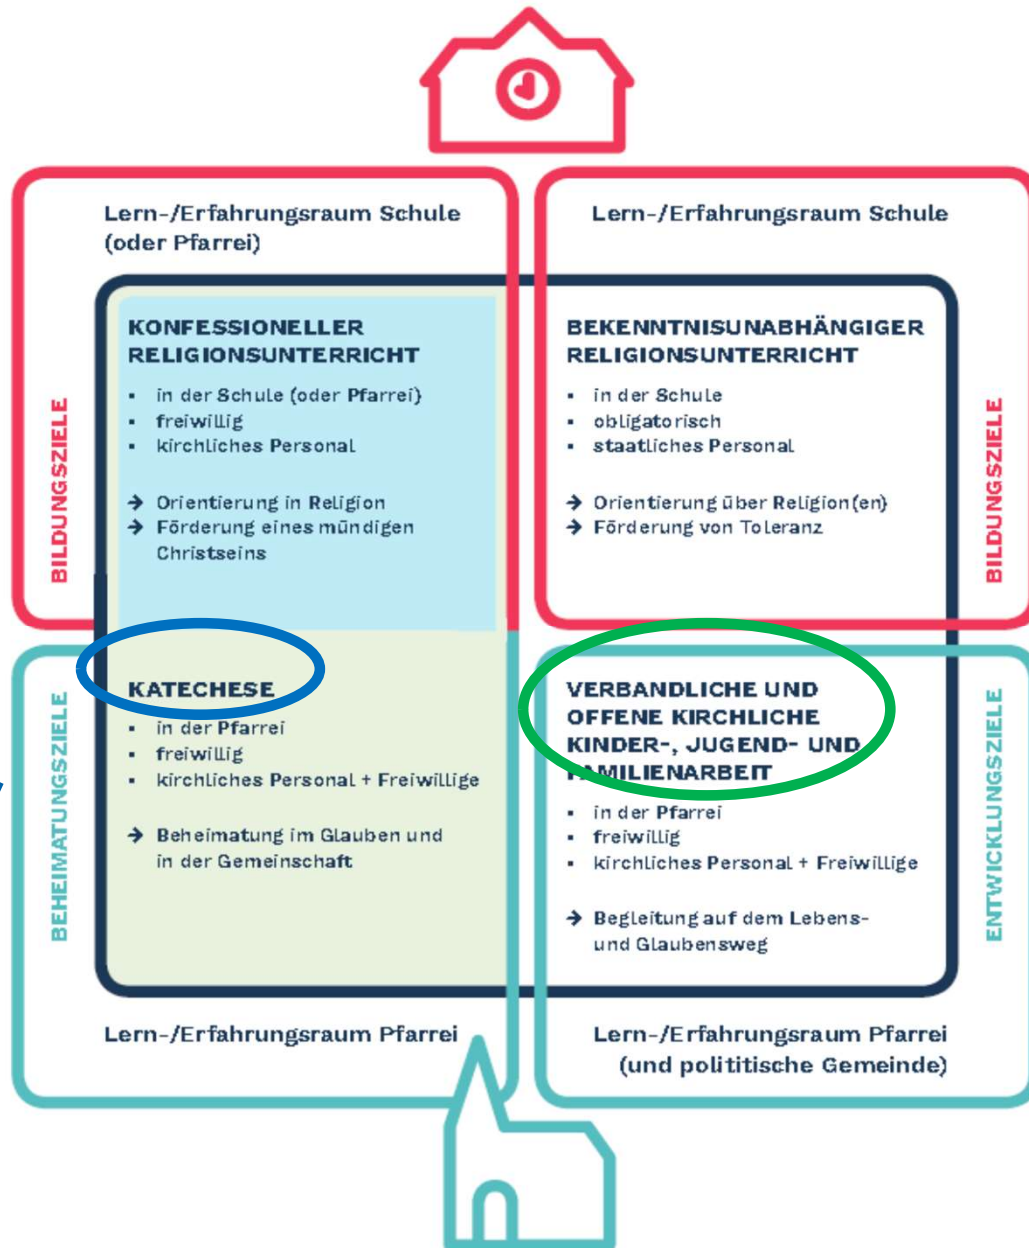 Lern-/Erfahrungsraum Schule
(oder Pfarrei)
KONFESSIONELLER
RELIGIONSUNTERRICHT
▪ in der Schule (oder Pfarrei)
▪ freiwillig
▪ kirchliches Personal
→ Orientierung in Religion
→ Förderung eines mündigen
Christseins
BILDUNGSZIELE
Lern-/Erfahrungsraum Schule
BEKENNTNISUNABHÄNGIGER
RELIGIONSUNTERRICHT
▪ in der Schule
▪ obligatorisch
▪ staatliches Personal
→ Orientierung über Religion(en)
→ Förderung von Toleranz
BILDUNGSZIELE
KATECHESE
▪ in der Pfarrei
▪ freiwillig
▪ kirchliches Personal + Freiwillige
→ Beheimatung im Glauben und
in der Gemeinschaft
BEHEIMATUNGSZIELE
Lern-/Erfahrungsraum Pfarrei
VERBANDLICHE UND
OFFENE KIRCHLICHE
KINDER-, JUGEND- UND
FAMILIENARBEIT
▪ in der Pfarrei
▪ freiwillig
▪ kirchliches Personal + Freiwillige
→ Begleitung auf dem Lebens-
und Glaubensweg
ENTWICKLUNGSZIELE
Lern-/Erfahrungsraum Pfarrei
(und polititische Gemeinde)